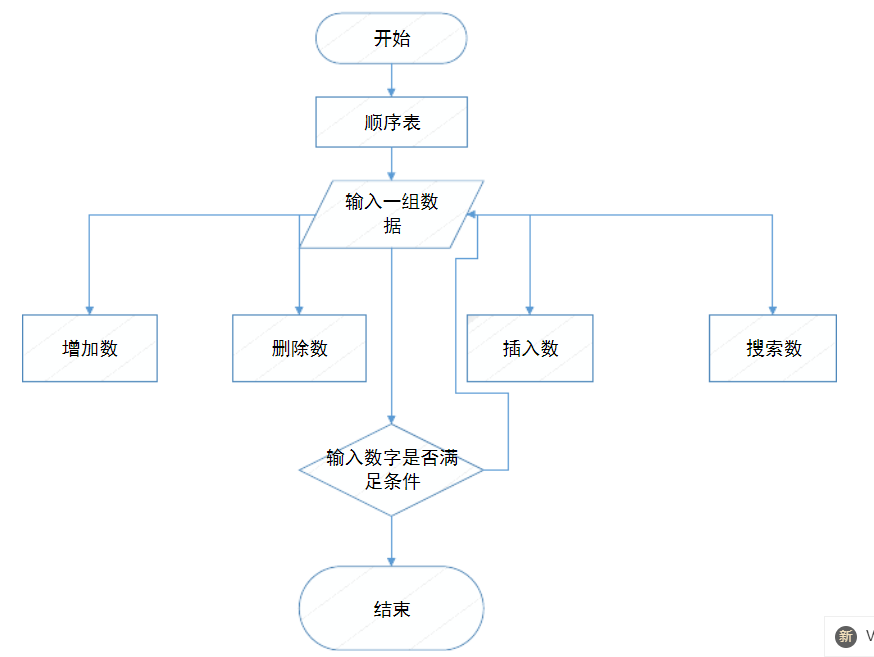 开始
顺序表
输入一组数
据
增加数
删除数
插入数
搜索数
输入数字是否满
足条件
结束
新 V